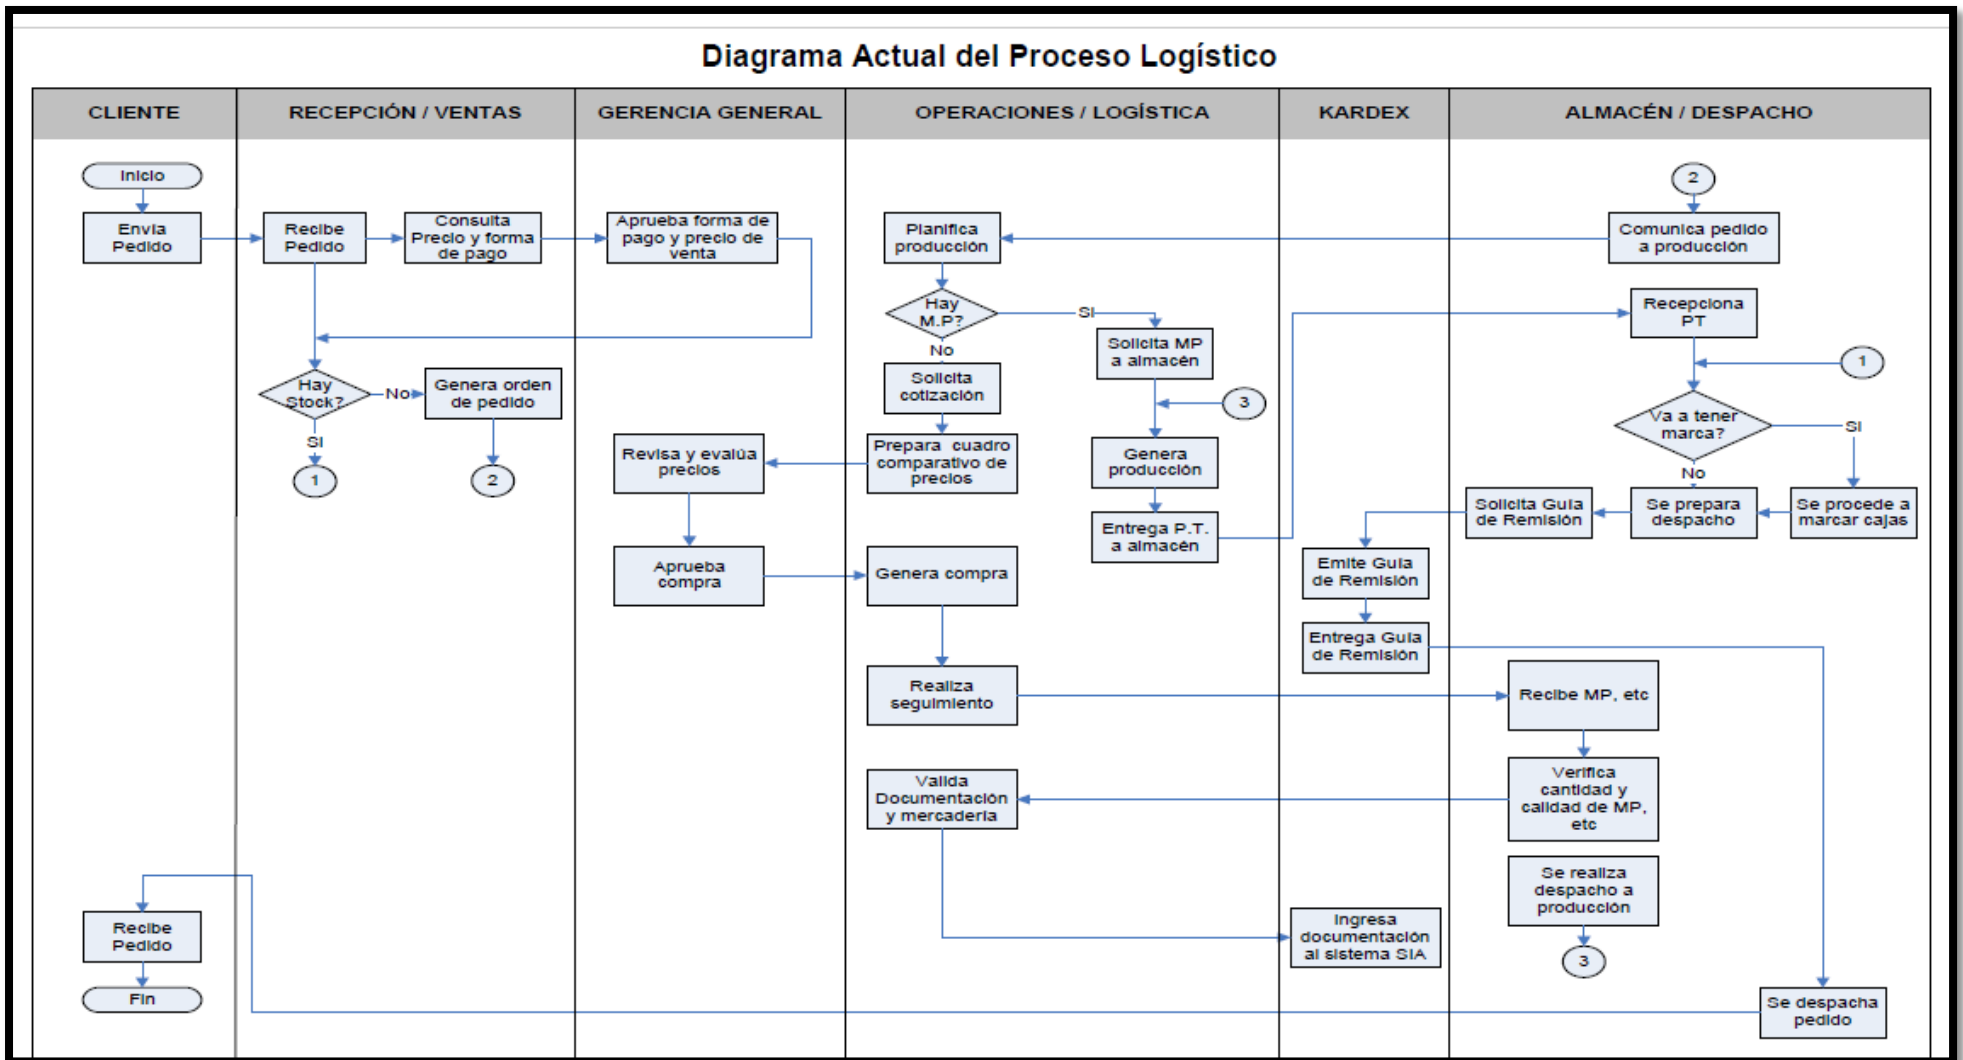 Diagrama Actual del Proceso Logístico
CLIENTE
RECEPCIÓN / VENTAS
GERENCIA GENERAL
OPERACIONES / LOGÍSTICA
KARDEX
ALMACÉN / DESPACHO
Inicio
Envía
Pedido
Recibe
Pedido
Consulta
Precio y forma
de pago
Aprueba forma de
pago y precio de
venta
Planifica
producción
2
Comunica pedido
a producción
Hay
M.P?
SI
No
Solicita MP
a almacén
Recepciona
PT
1
Hay
Stock?
No
SI
Genera orden
de pedido
1
2
Solicita
cotización
3
Va a tener
marca?
SI
No
Revisa y evalúa
precios
Prepara cuadro
comparativo de
precios
Genera
producción
Solicita Guía
de Remisión
Se prepara
despacho
Se procede a
marcar cajas
Entrega P.T.
a almacén
Aprueba
compra
Genera compra
Emite Guía
de Remisión
Entrega Guía
de Remisión
Realiza
seguimiento
Recibe MP, etc
Valida
Documentación
y mercadería
Verifica
cantidad y
calidad de MP,
etc
Se realiza
despacho a
producción
Recibe
Pedido
Ingresa
documentación
al sistema SIA
3
Fin
Se despacha
pedido